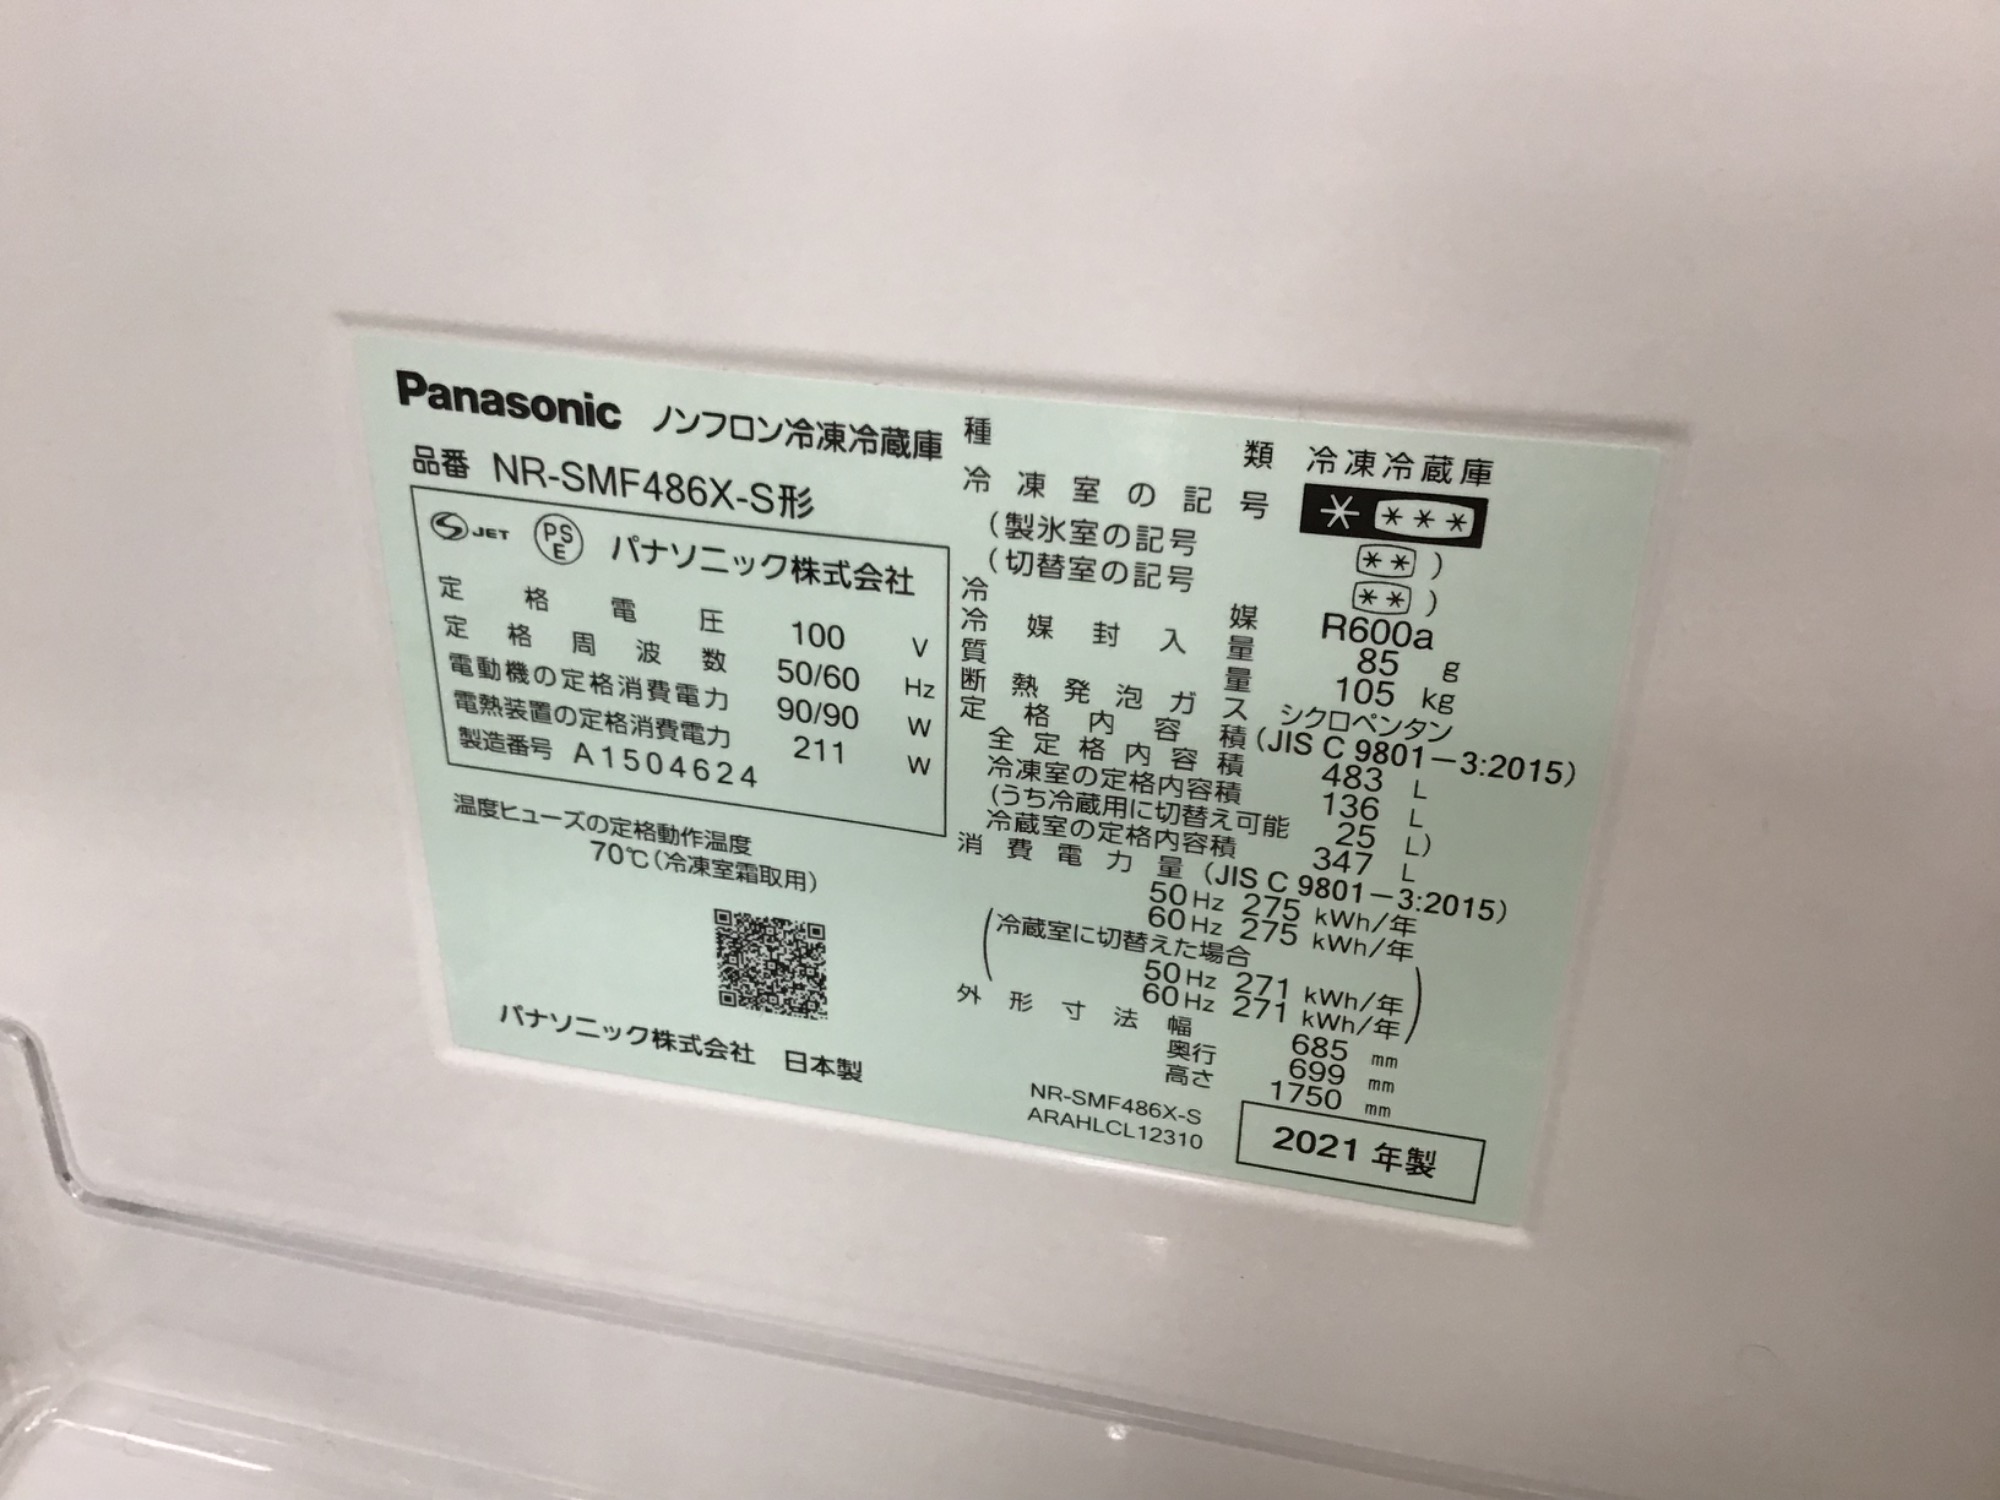 Panasonic ノンフロン冷凍冷蔵庫
品番 NR-SMF486X-S形
JET PSE パナソニック株式会社
定格電圧 100 V
定格周波数 50/60 Hz
電動機の定格消費電力 90/90 W
電熱装置の定格消費電力 211 W
製造番号 A1504624
温度ヒューズの定格動作温度
70℃(冷凍室霜取用)
パナソニック株式会社 日本製
種類 冷凍冷蔵庫
冷凍室の記号 * ***
(製氷室の記号 ** )
(切替室の記号 ** )
冷媒 R600a
冷媒封入量 85 g
質量 105 kg
断熱発泡ガス シクロペンタン
定格内容積 (JIS C 9801-3:2015)
全定格内容積 483 L
冷凍室の定格内容積 136 L
(うち冷蔵用に切替え可能 25 L)
冷蔵室の定格内容積 347 L
消費電力量 (JIS C 9801-3:2015)
50Hz 275 kWh/年
60Hz 275 kWh/年
(冷蔵室に切替えた場合
50Hz 271 kWh/年
60Hz 271 kWh/年)
外形寸法 幅 685 mm
奥行 699 mm
高さ 1750 mm
NR-SMF486X-S
ARAHLCL12310
2021 年製